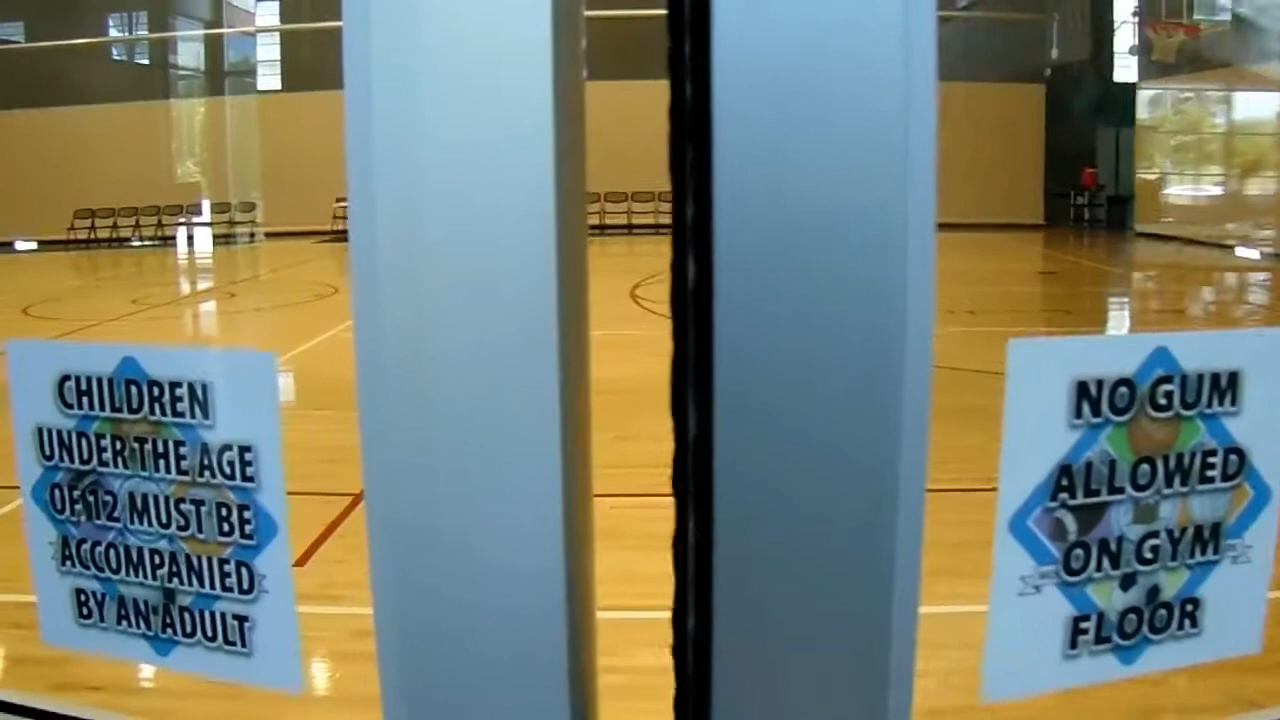 CHILDREN
UNDER THE AGE
OF 12 MUST BE
ACCOMPANIED
BY AN ADULT
NO GUM
ALLOWED
ON GYM
FLOOR